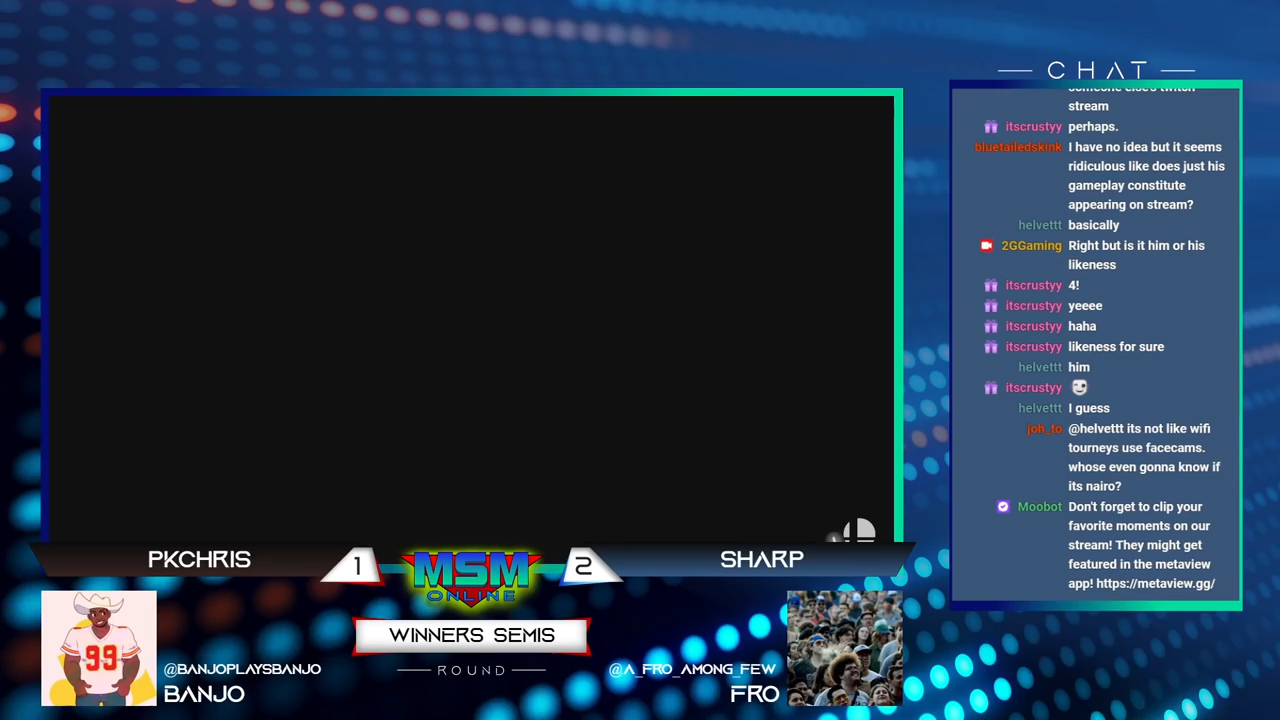 CHAT
someone else's twitch
stream
itscrustyy perhaps.
bluetailedskink I have no idea but it seems
ridiculous like does just his
gameplay constitute
appearing on stream?
helvettt basically
2GGaming Right but is it him or his
likeness
itscrustyy 4!
itscrustyy yeeee
itscrustyy haha
itscrustyy likeness for sure
helvettt him
itscrustyy
helvettt I guess
joh_to @helvettt its not like wifi
tourneys use facecams.
whose even gonna know if
its nairo?
Moobot Don't forget to clip your
favorite moments on our
stream! They might get
featured in the metaview
app! https://metaview.gg/
PKCHRIS 1 MSM ONLINE 2 SHARP
WINNERS SEMIS
ROUND
99
@BANJOPLAYSBANJO
BANJO
@A_FRO_AMONG_FEW
FRO